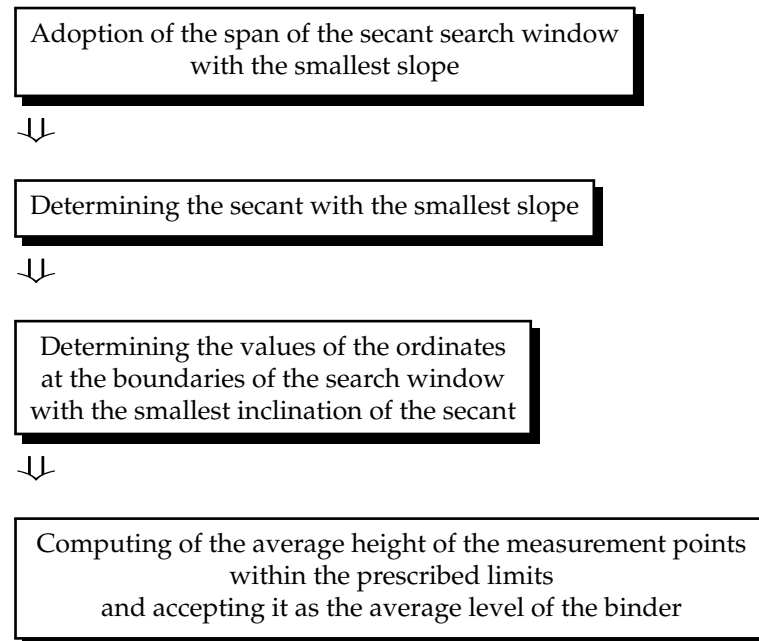 Adoption of the span of the secant search window
with the smallest slope
Determining the secant with the smallest slope
Determining the values of the ordinates
at the boundaries of the search window
with the smallest inclination of the secant
Computing of the average height of the measurement points
within the prescribed limits
and accepting it as the average level of the binder